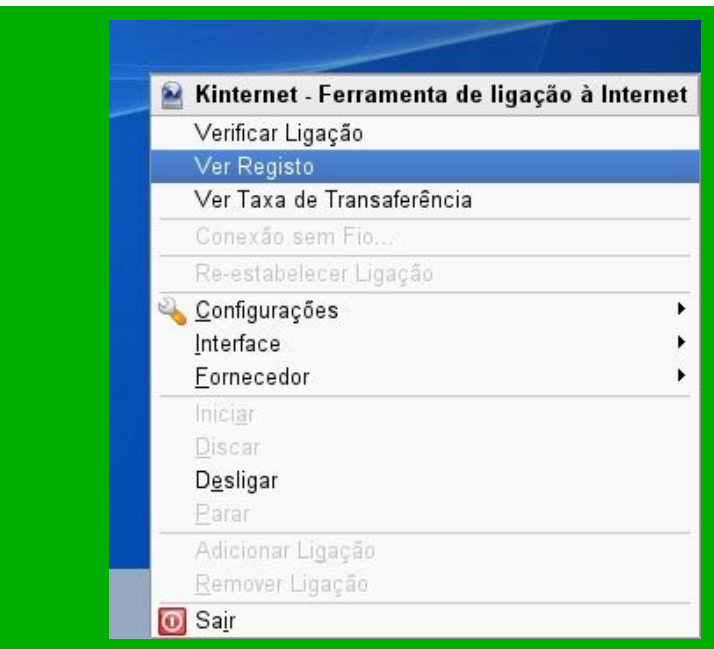 Kinternet - Ferramenta de ligação à Internet
Verificar Ligação
Ver Registo
Ver Taxa de Transaferência
Conexão sem Fio...
Re-estabelecer Ligação
Configurações
Interface
Fornecedor
Iniciar
Discar
Desligar
Parar
Adicionar Ligação
Remover Ligação
Sair